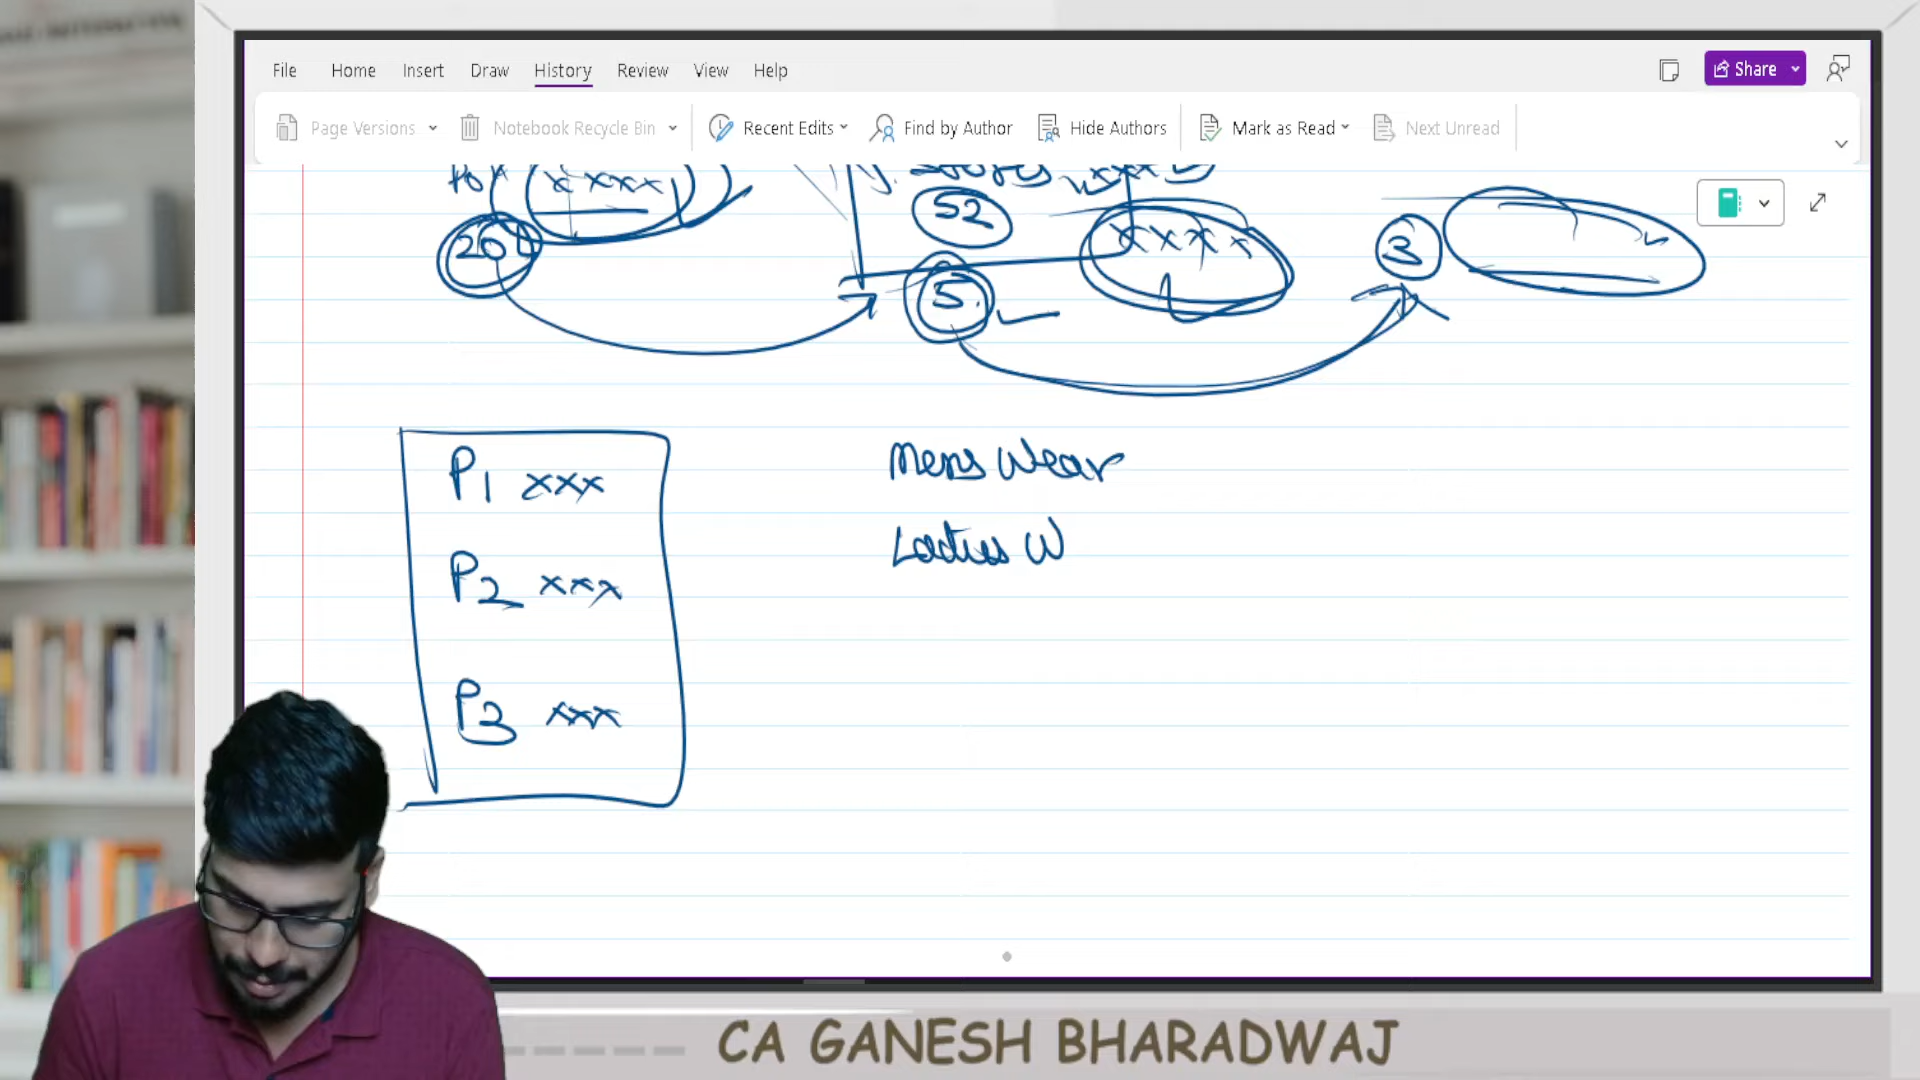 File Home Insert Draw History Review View Help Share
Page Versions Notebook Recycle Bin Recent Edits Find by Author Hide Authors Mark as Read Next Unread
xxxx
20 52 xxxx 3
5
P1 xxx Mens Wear
P2 xxx Ladies W
P3 xxx
CA GANESH BHARADWAJ